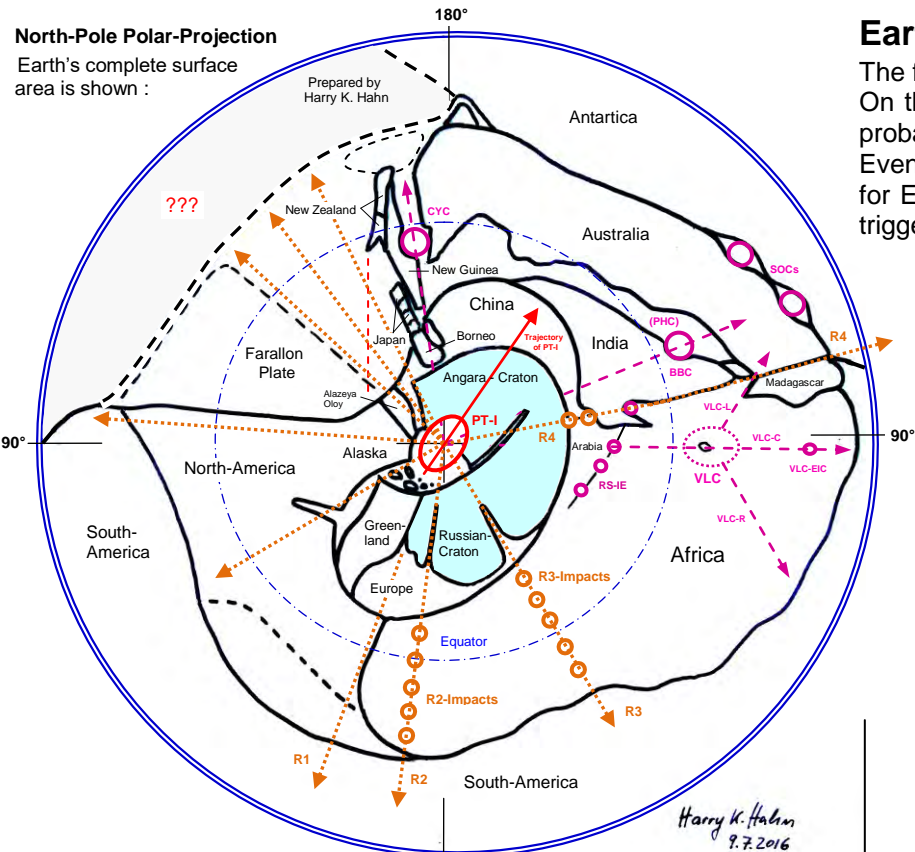 180°
North-Pole Polar-Projection
Earth's complete surface
area is shown :
Prepared by
Harry K. Hahn
Ear
The f
On th
proba
Even
for E
trigge
Antartica
???
New Zealand
CYC
Australia
SOCs
New Guinea
China
(PHC)
Japan
Borneo
Trajectory
of PT-I
India
BBC
R4
Farallon
Plate
Angara - Craton
Madagascar
Alazeya
Oloy
PT-I
R4
VLC-L
90°
90°
Alaska
Arabia
VLC-C
VLC-EIC
North-America
RS-IE
VLC
VLC-R
South-
America
Green-
land
Russian-
Craton
Africa
Europe
R3-Impacts
Equator
R2-Impacts
R3
R1
R2
South-America
Harry K. Hahn
9.7.2016